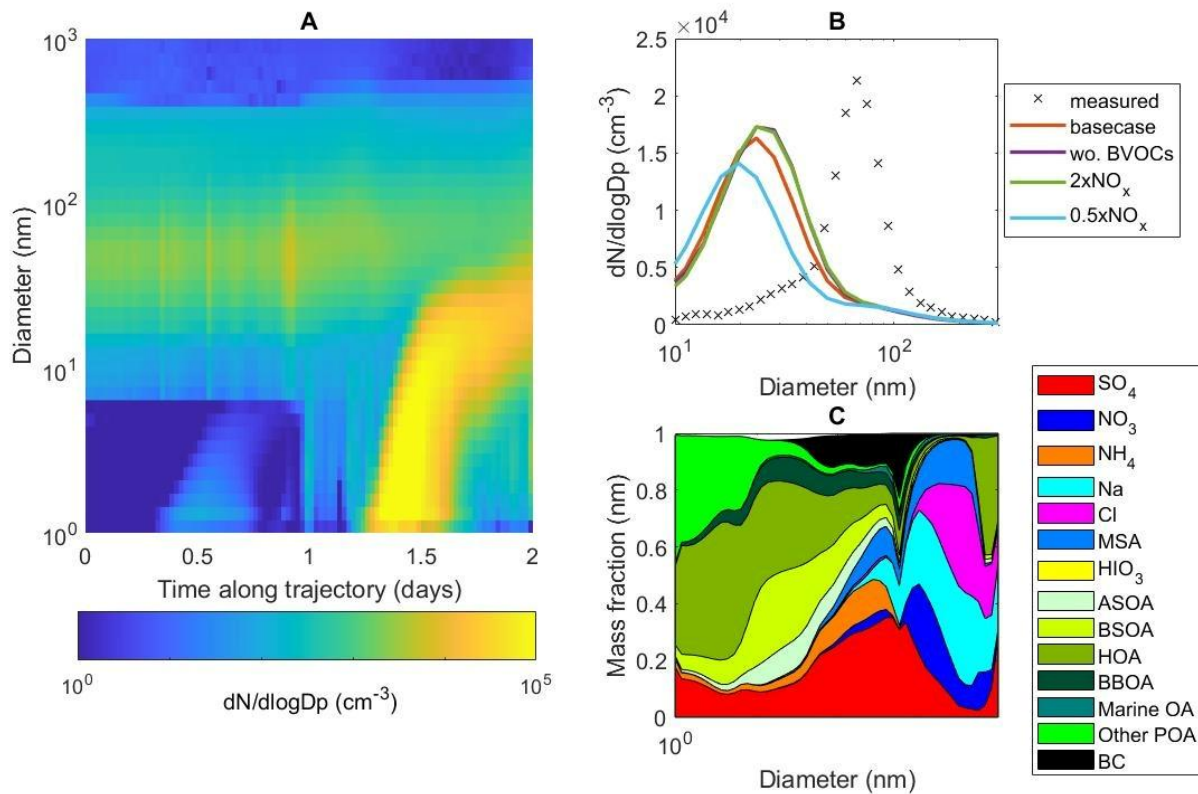 A
10³
10²
10¹
10⁰
Diameter (nm)
0 0.5 1 1.5 2
Time along trajectory (days)
10⁰ 10⁵
dN/dlogDp (cm⁻³)
B
×10⁴
2.5
2
1.5
1
0.5
0
dN/dlogDp (cm⁻³)
10¹ 10²
Diameter (nm)
measured
basecase
wo. BVOCs
2xNOₓ
0.5xNOₓ
C
1
0.8
0.6
0.4
0.2
0
Mass fraction (nm)
10⁰
Diameter (nm)
SO₄
NO₃
NH₄
Na
Cl
MSA
HIO₃
ASOA
BSOA
HOA
BBOA
Marine OA
Other POA
BC